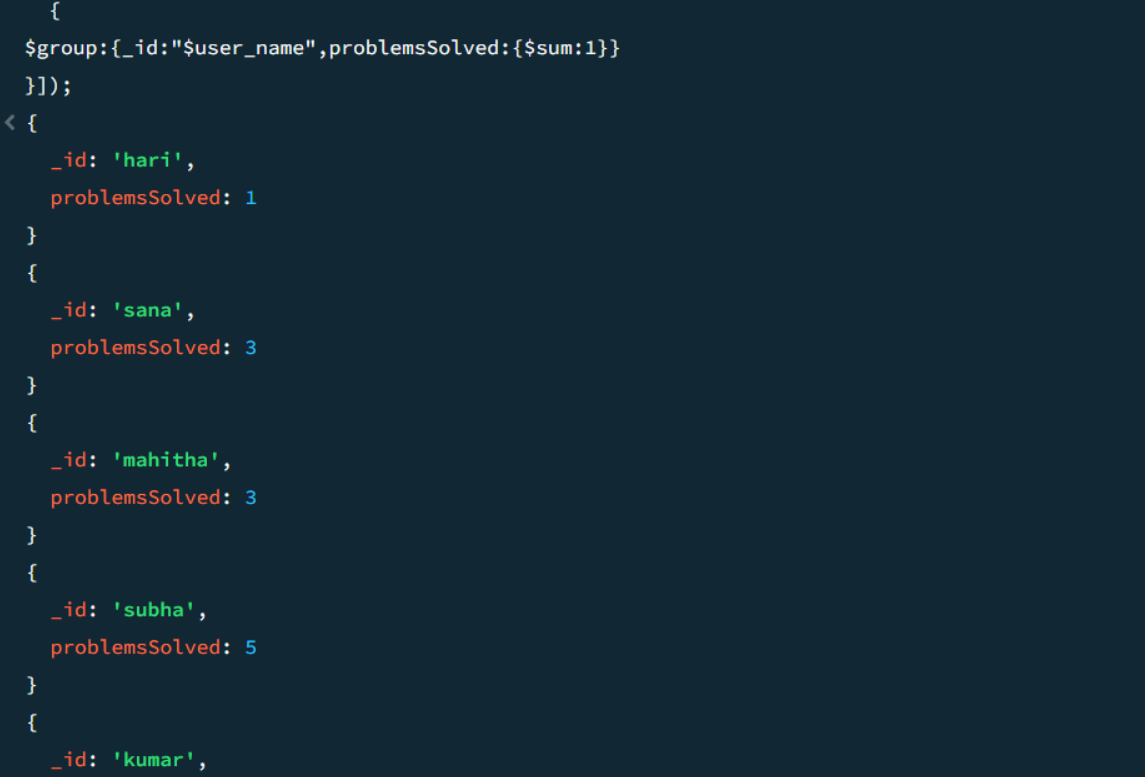 {
$group:{_id:"$user_name",problemsSolved:{$sum:1}}
}]);
< {
_id: 'hari',
problemsSolved: 1
}
{
_id: 'sana',
problemsSolved: 3
}
{
_id: 'mahitha',
problemsSolved: 3
}
{
_id: 'subha',
problemsSolved: 5
}
{
_id: 'kumar',